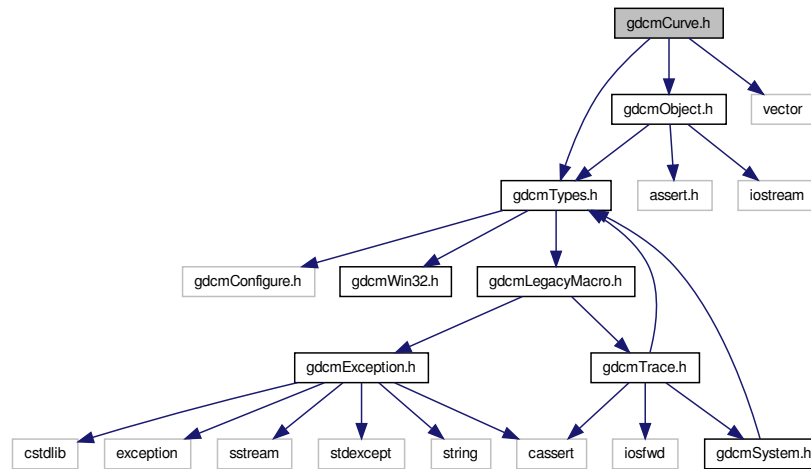 gdcmCurve.h
gdcmObject.h
vector
gdcmTypes.h
assert.h
iostream
gdcmConfigure.h
gdcmWin32.h
gdcmLegacyMacro.h
gdcmException.h
gdcmTrace.h
cstdlib
exception
sstream
stdexcept
string
cassert
iosfwd
gdcmSystem.h